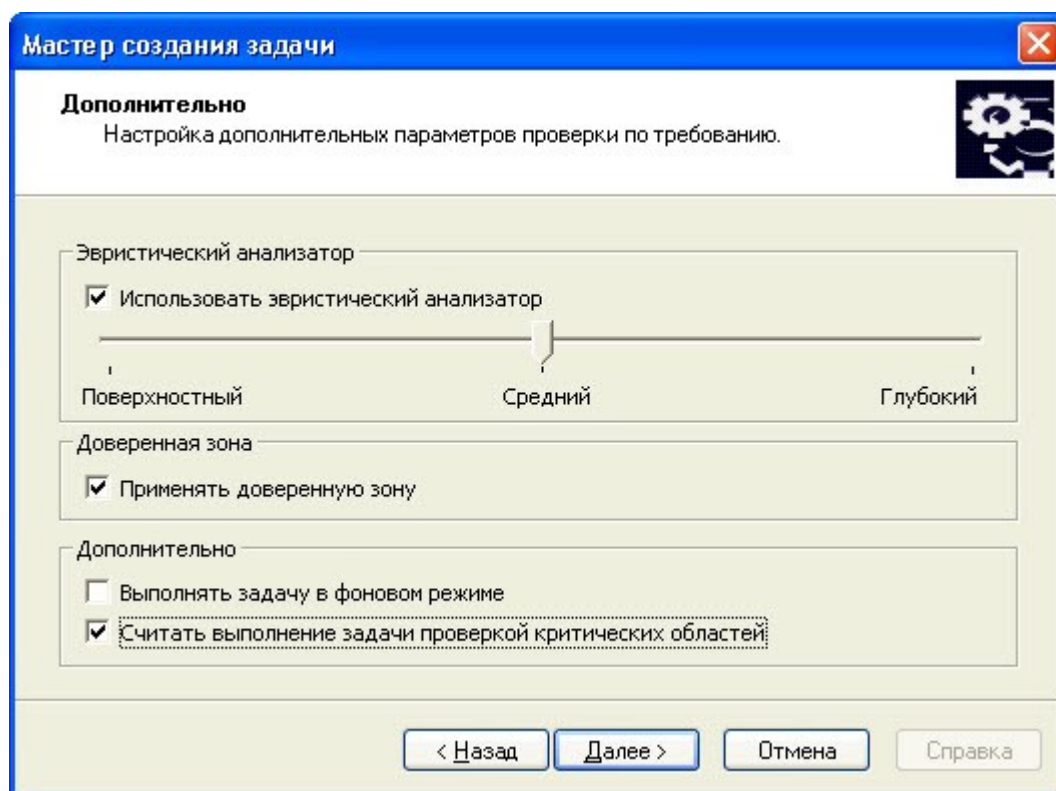 Мастер создания задачи
Дополнительно
Настройка дополнительных параметров проверки по требованию.
Эвристический анализатор
Использовать эвристический анализатор
Поверхностный Средний Глубокий
Доверенная зона
Применять доверенную зону
Дополнительно
Выполнять задачу в фоновом режиме
Считать выполнение задачи проверкой критических областей
< Назад Далее > Отмена Справка